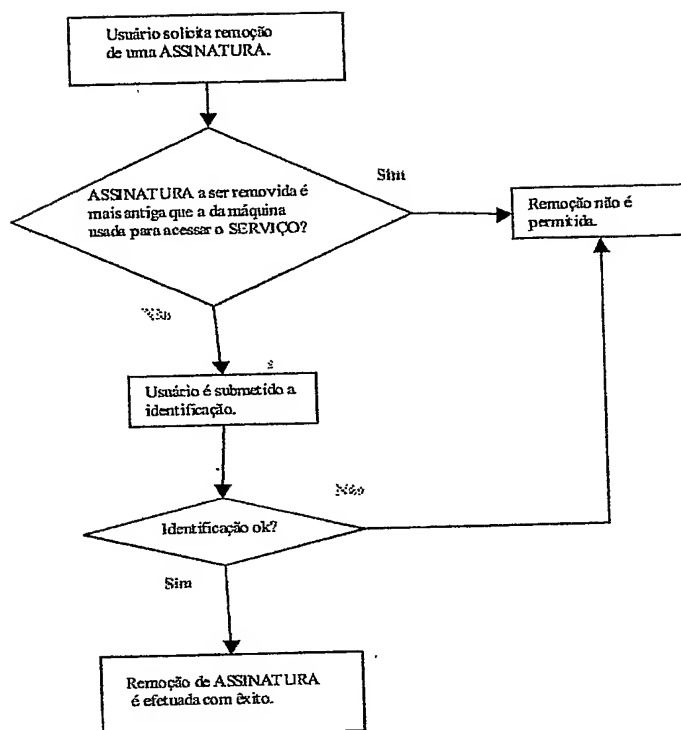 Usuário solicita remoção
de uma ASSINATURA.
Sim
ASSINATURA a ser removida é
mais antiga que a da máquina
usada para acessar o SERVIÇO?
Remoção não é
permitida.
Não
Usuário é submetido a
identificação.
Não
Identificação ok?
Sim
Remoção de ASSINATURA
é efetuada com êxito.